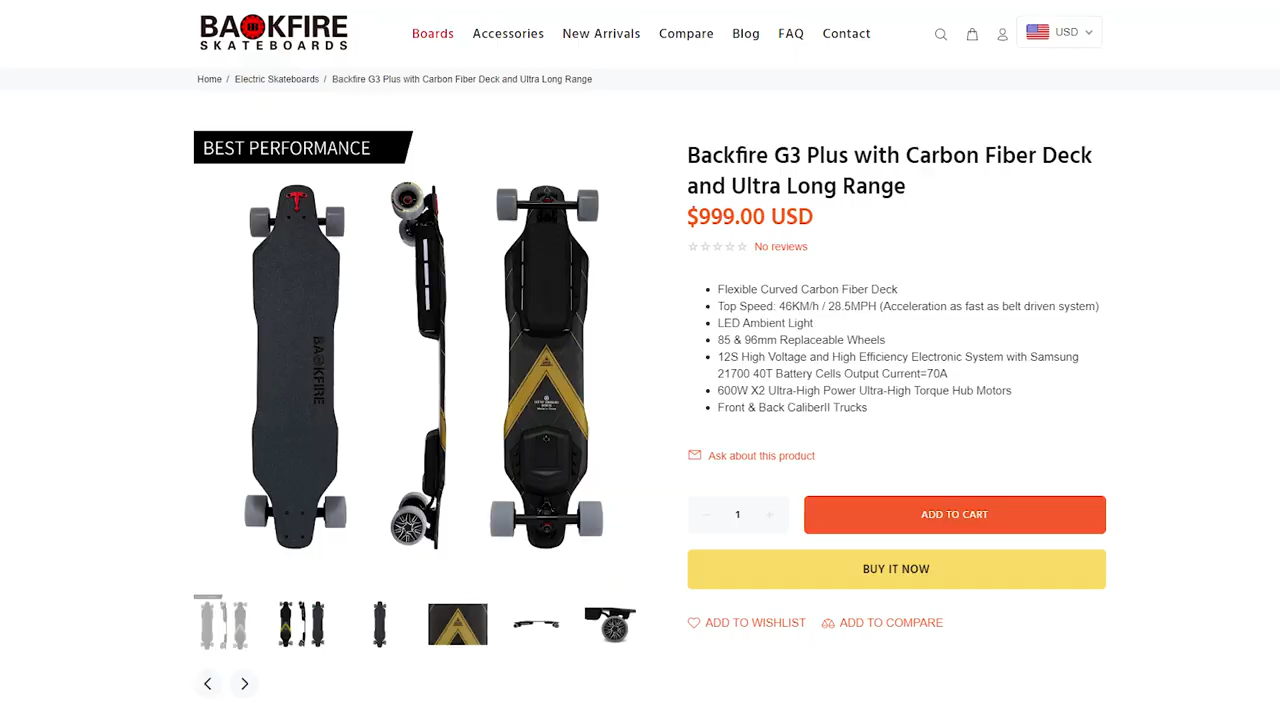 BACKFIRE
SKATEBOARDS
Boards Accessories New Arrivals Compare Blog FAQ Contact
USD
Home / Electric Skateboards / Backfire G3 Plus with Carbon Fiber Deck and Ultra Long Range
BEST PERFORMANCE
BACKFIRE
Backfire G3 Plus with Carbon Fiber Deck
and Ultra Long Range
$999.00 USD
No reviews
Flexible Curved Carbon Fiber Deck
Top Speed: 46KM/h / 28.5MPH (Acceleration as fast as belt driven system)
LED Ambient Light
85 & 96mm Replaceable Wheels
12S High Voltage and High Efficiency Electronic System with Samsung
21700 40T Battery Cells Output Current=70A
600W X2 Ultra-High Power Ultra-High Torque Hub Motors
Front & Back CaliberII Trucks
Ask about this product
− 1 +
ADD TO CART
BUY IT NOW
ADD TO WISHLIST ADD TO COMPARE